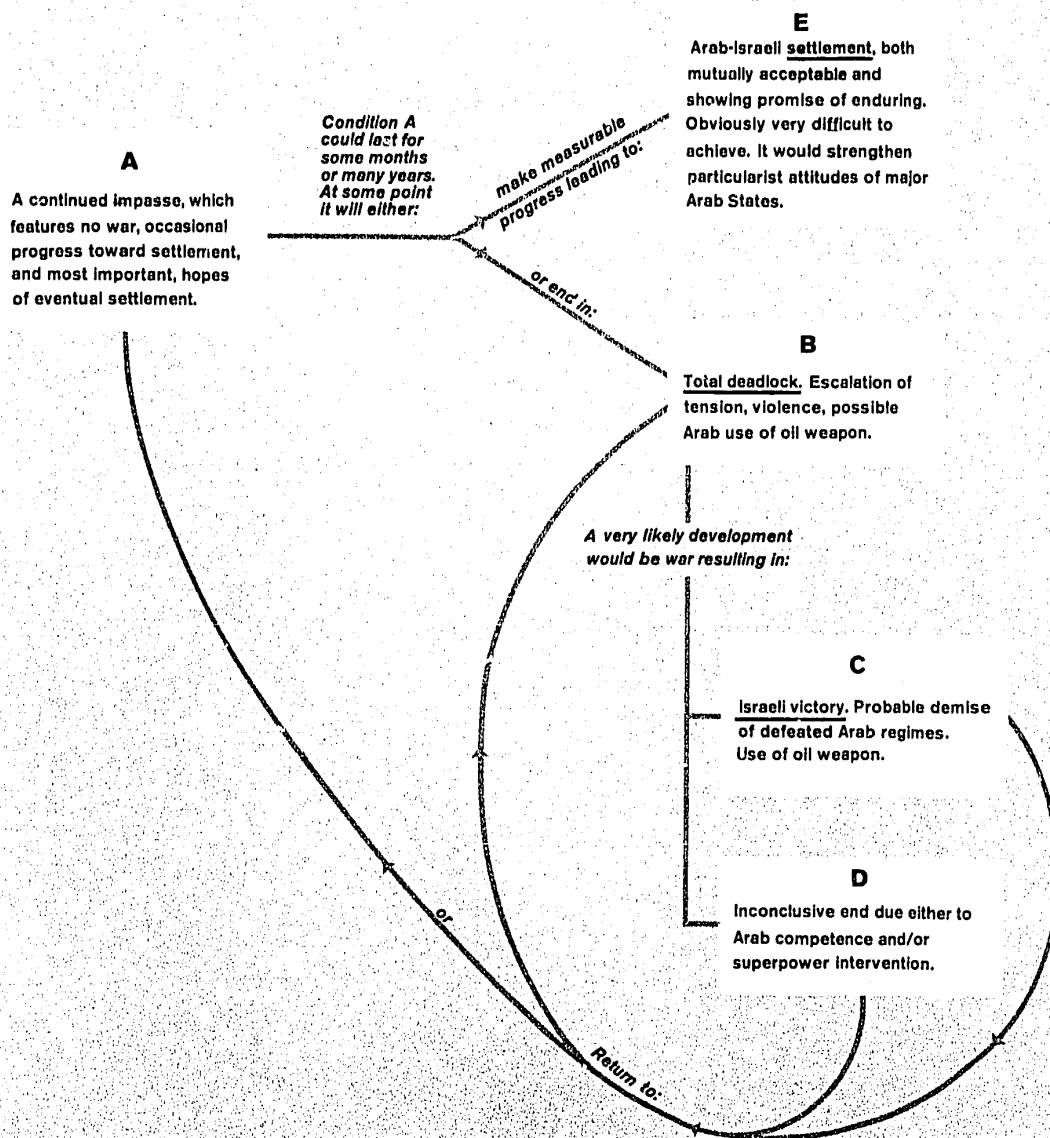 A
A continued impasse, which
features no war, occasional
progress toward settlement,
and most important, hopes
of eventual settlement.
Condition A
could last for
some months
or many years.
At some point
it will either:
make measurable
progress leading to:
or end in:
E
Arab-Israeli settlement, both
mutually acceptable and
showing promise of enduring.
Obviously very difficult to
achieve. It would strengthen
particularist attitudes of major
Arab States.
B
Total deadlock. Escalation of
tension, violence, possible
Arab use of oil weapon.
A very likely development
would be war resulting in:
C
Israeli victory. Probable demise
of defeated Arab regimes.
Use of oil weapon.
D
Inconclusive end due either to
Arab competence and/or
superpower intervention.
Return to:
or